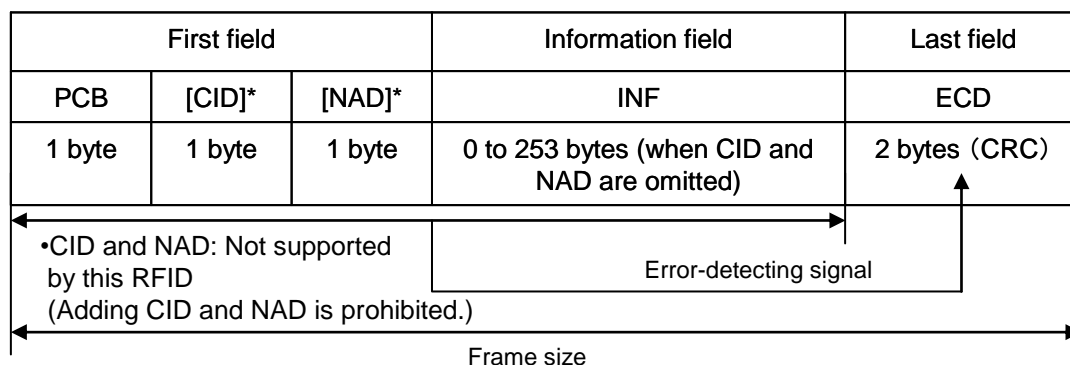 First field Information field Last field
PCB [CID]* [NAD]* INF ECD
1 byte 1 byte 1 byte 0 to 253 bytes (when CID and
NAD are omitted) 2 bytes（CRC）
•CID and NAD: Not supported
by this RFID
(Adding CID and NAD is prohibited.)
Error-detecting signal
Frame size